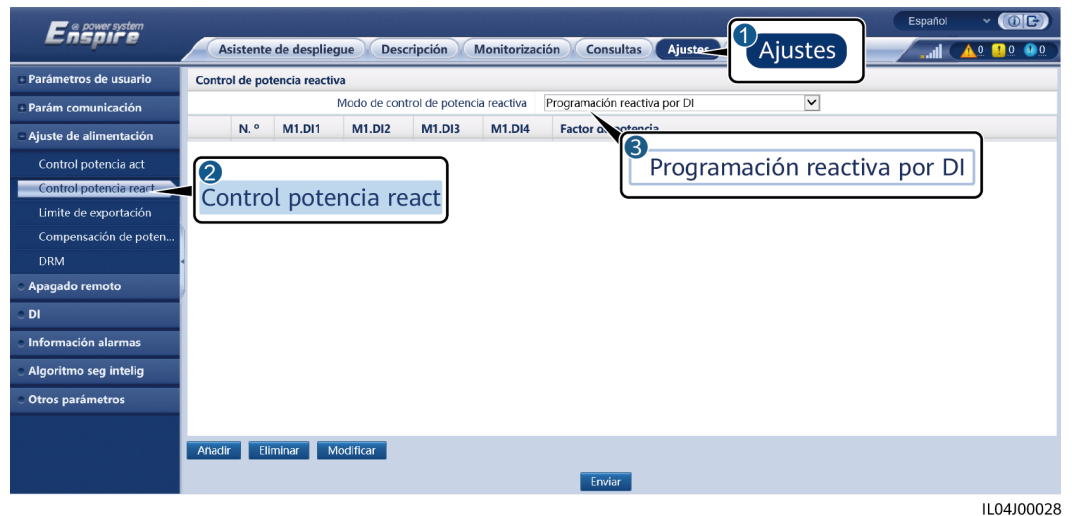 e power system
Enspire
Español
Asistente de despliegue Descripción Monitorización Consultas Ajustes
1 Ajustes
0 0 0
Parámetros de usuario
Parám comunicación
Ajuste de alimentación
Control potencia act
Control potencia react
Limite de exportación
Compensación de poten...
DRM
Apagado remoto
DI
Información alarmas
Algoritmo seg intelig
Otros parámetros
Control de potencia reactiva
Modo de control de potencia reactiva Programación reactiva por DI
N. º M1.DI1 M1.DI2 M1.DI3 M1.DI4 Factor de potencia
2
Control potencia react
3
Programación reactiva por DI
Añadir Eliminar Modificar
Enviar
IL04J00028